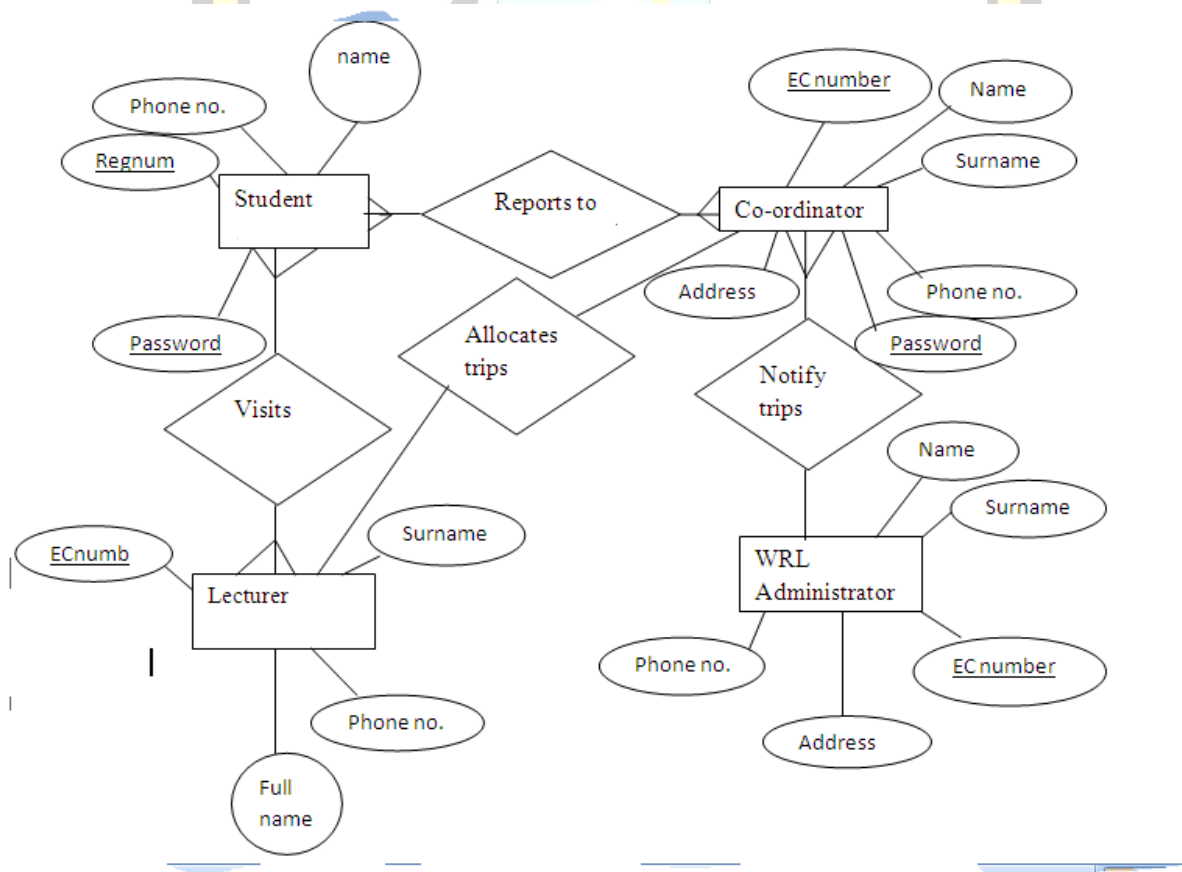 name
EC number
Name
Phone no.
Regnum
Surname
Student
Reports to
Co-ordinator
Address
Phone no.
Password
Allocates
trips
Password
Notify
trips
Visits
Name
Surname
Surname
ECnumb
WRL
Administrator
Lecturer
Phone no.
EC number
Phone no.
Address
Full
name